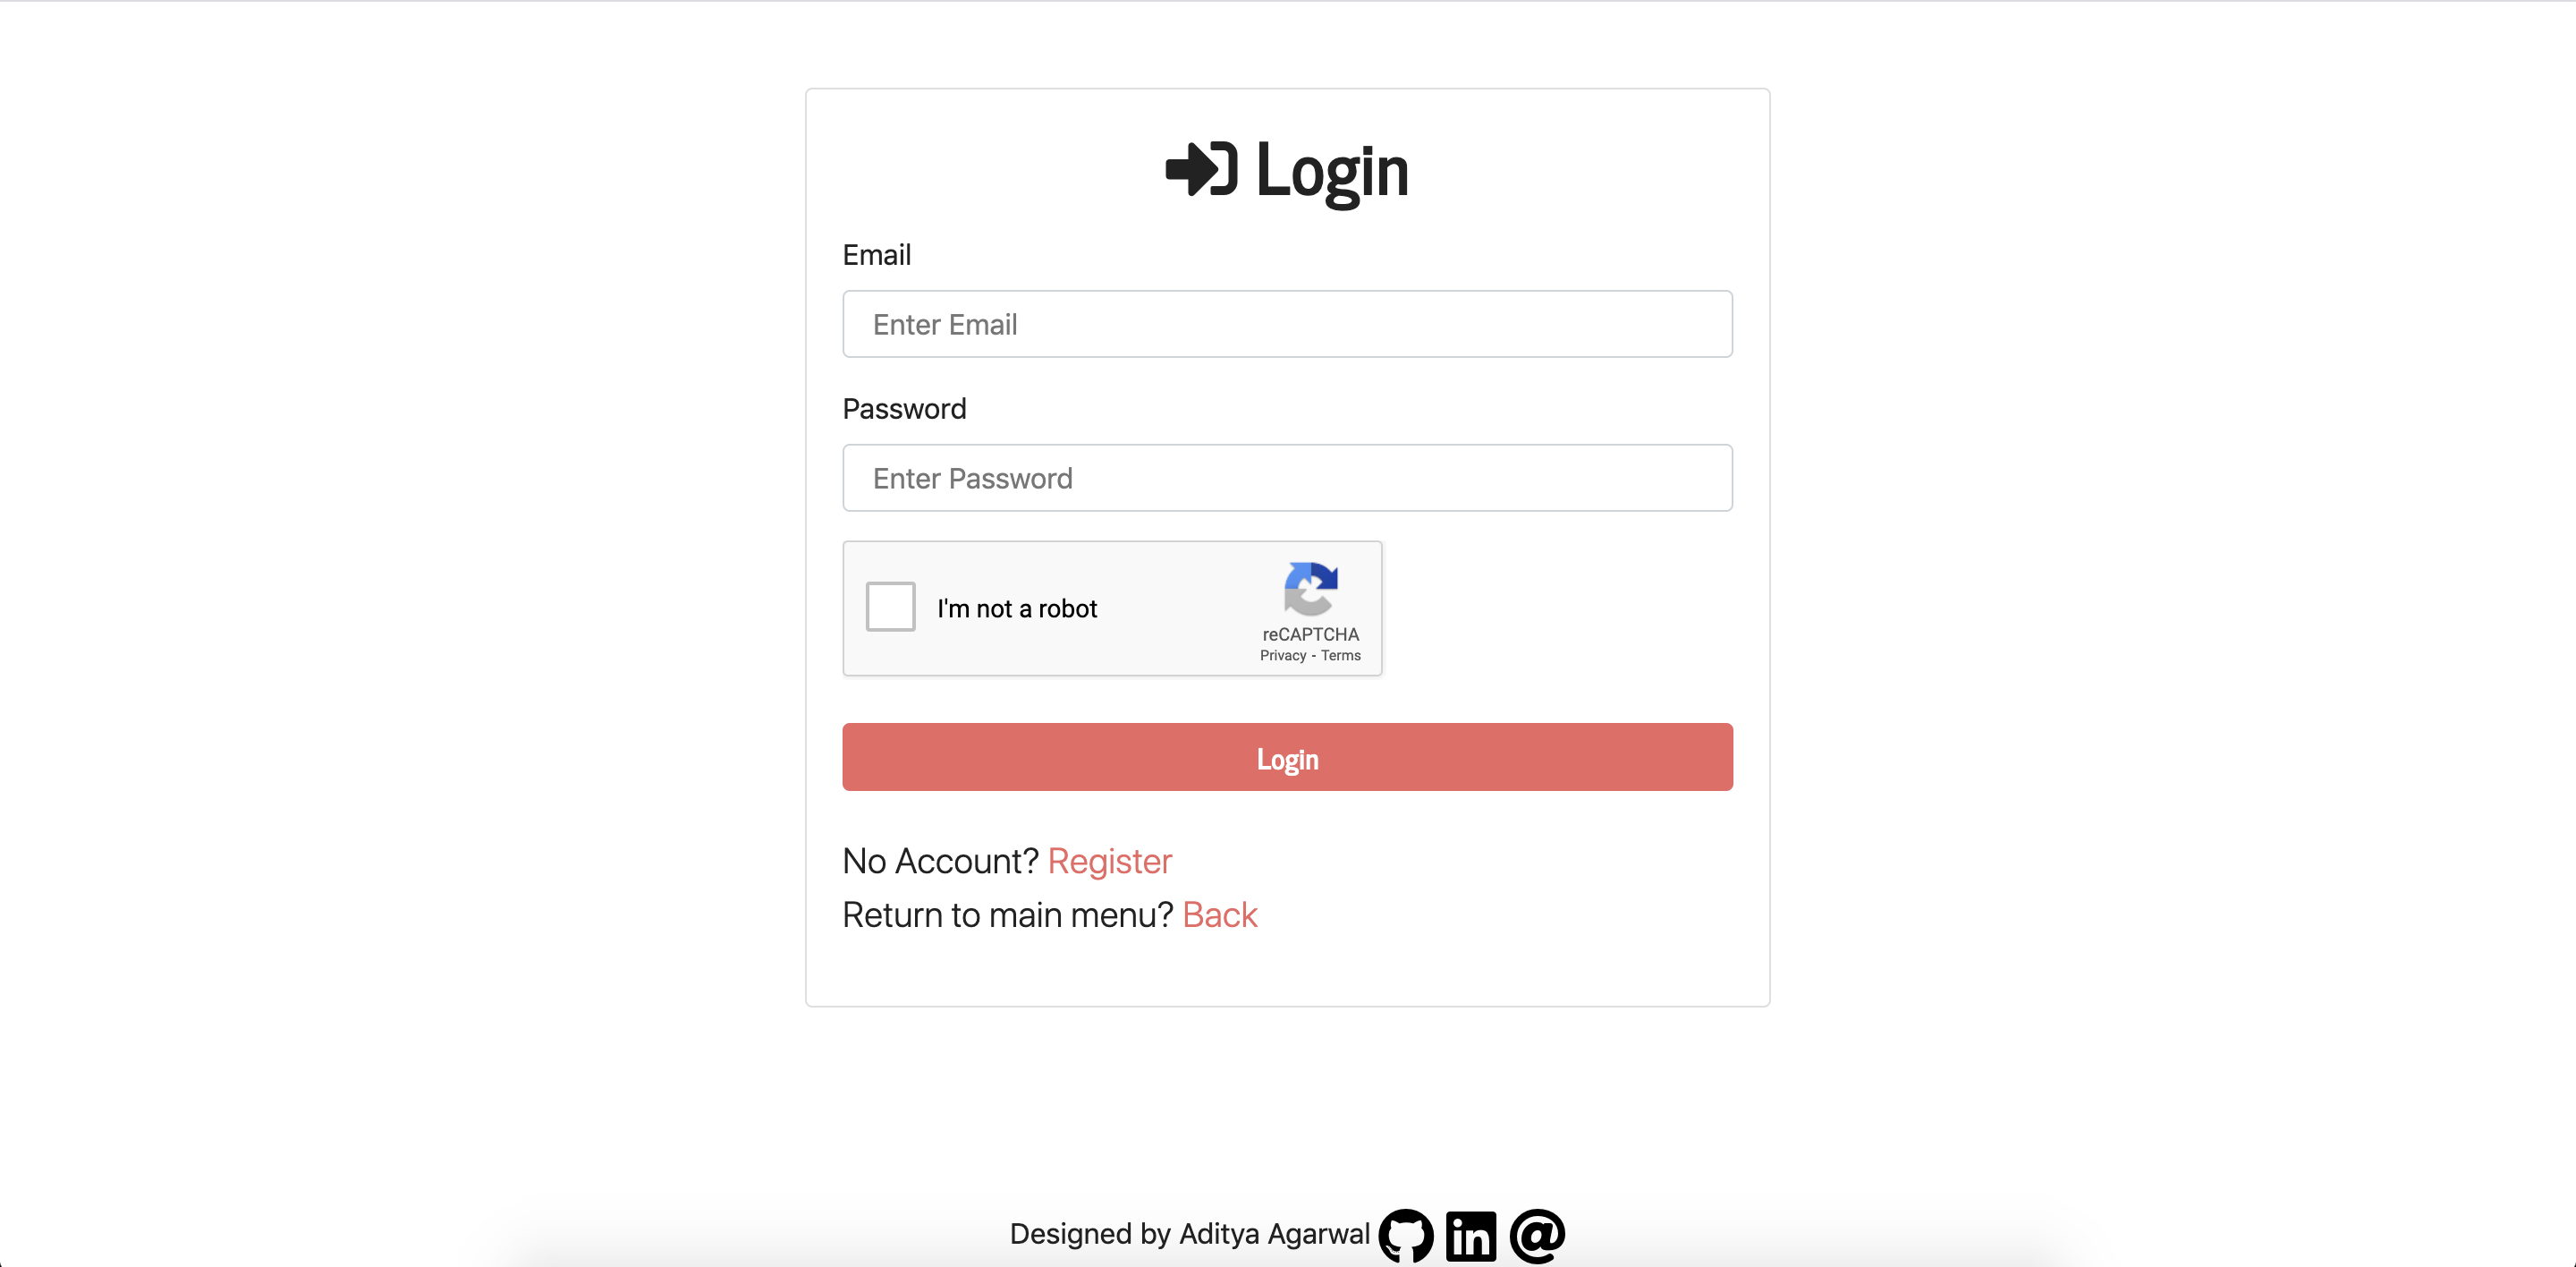 Login
Email
Enter Email
Password
Enter Password
I'm not a robot
reCAPTCHA
Privacy - Terms
Login
No Account? Register
Return to main menu? Back
Designed by Aditya Agarwal